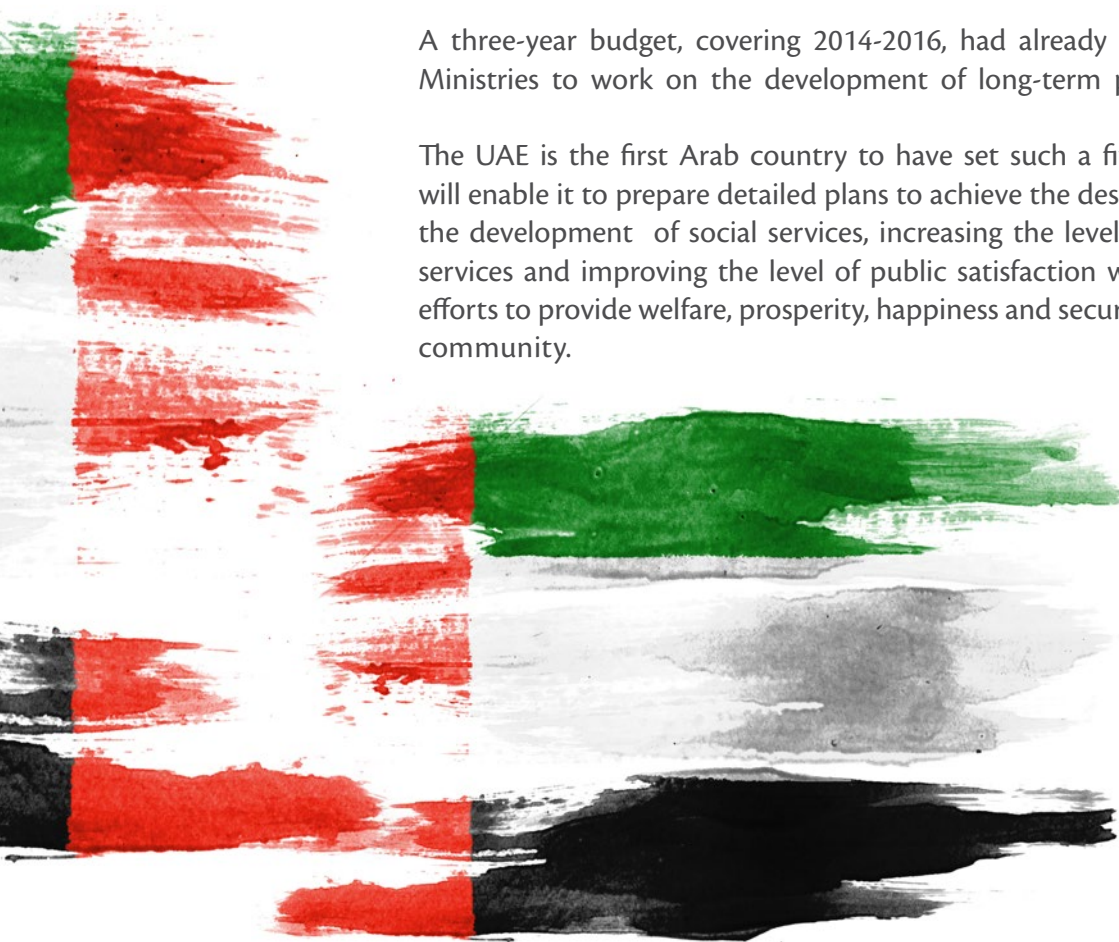 A three-year budget, covering 2014-2016, had already
Ministries to work on the development of long-term
The UAE is the first Arab country to have set such a
will enable it to prepare detailed plans to achieve the
the development of social services, increasing the level
services and improving the level of public satisfaction
efforts to provide welfare, prosperity, happiness and
community.